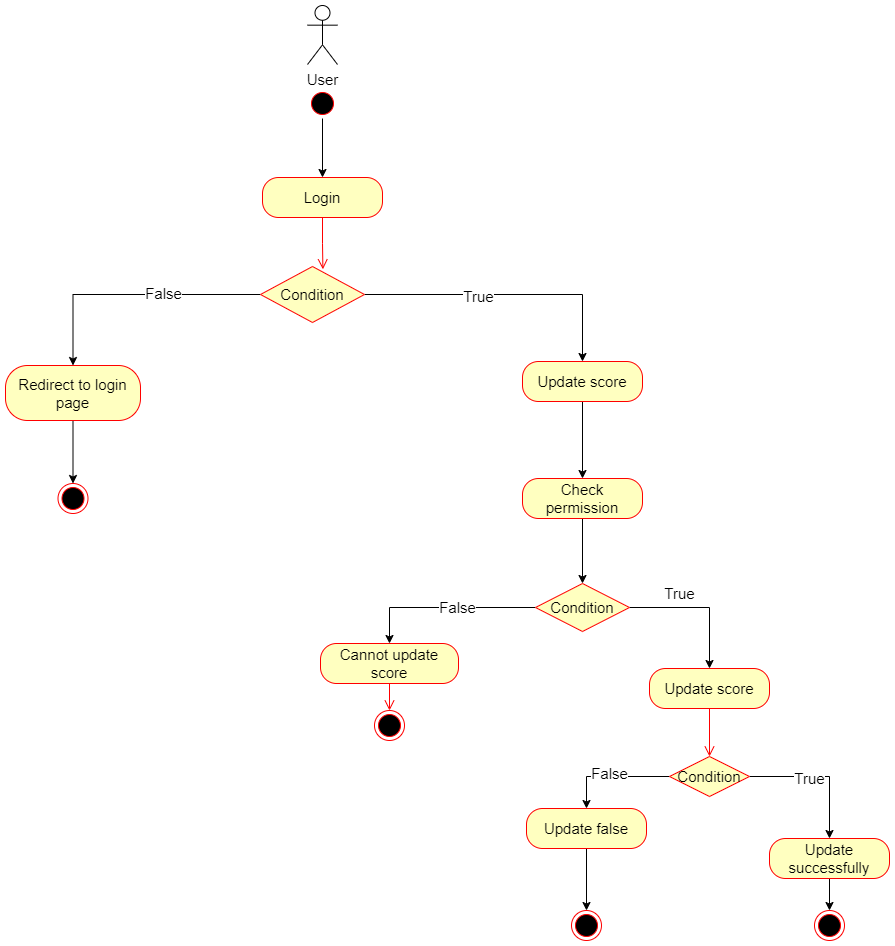 User
Login
Condition
False
True
Redirect to login
page
Update score
Check
permission
Condition
False
True
Cannot update
score
Update score
Condition
False
True
Update false
Update
successfully